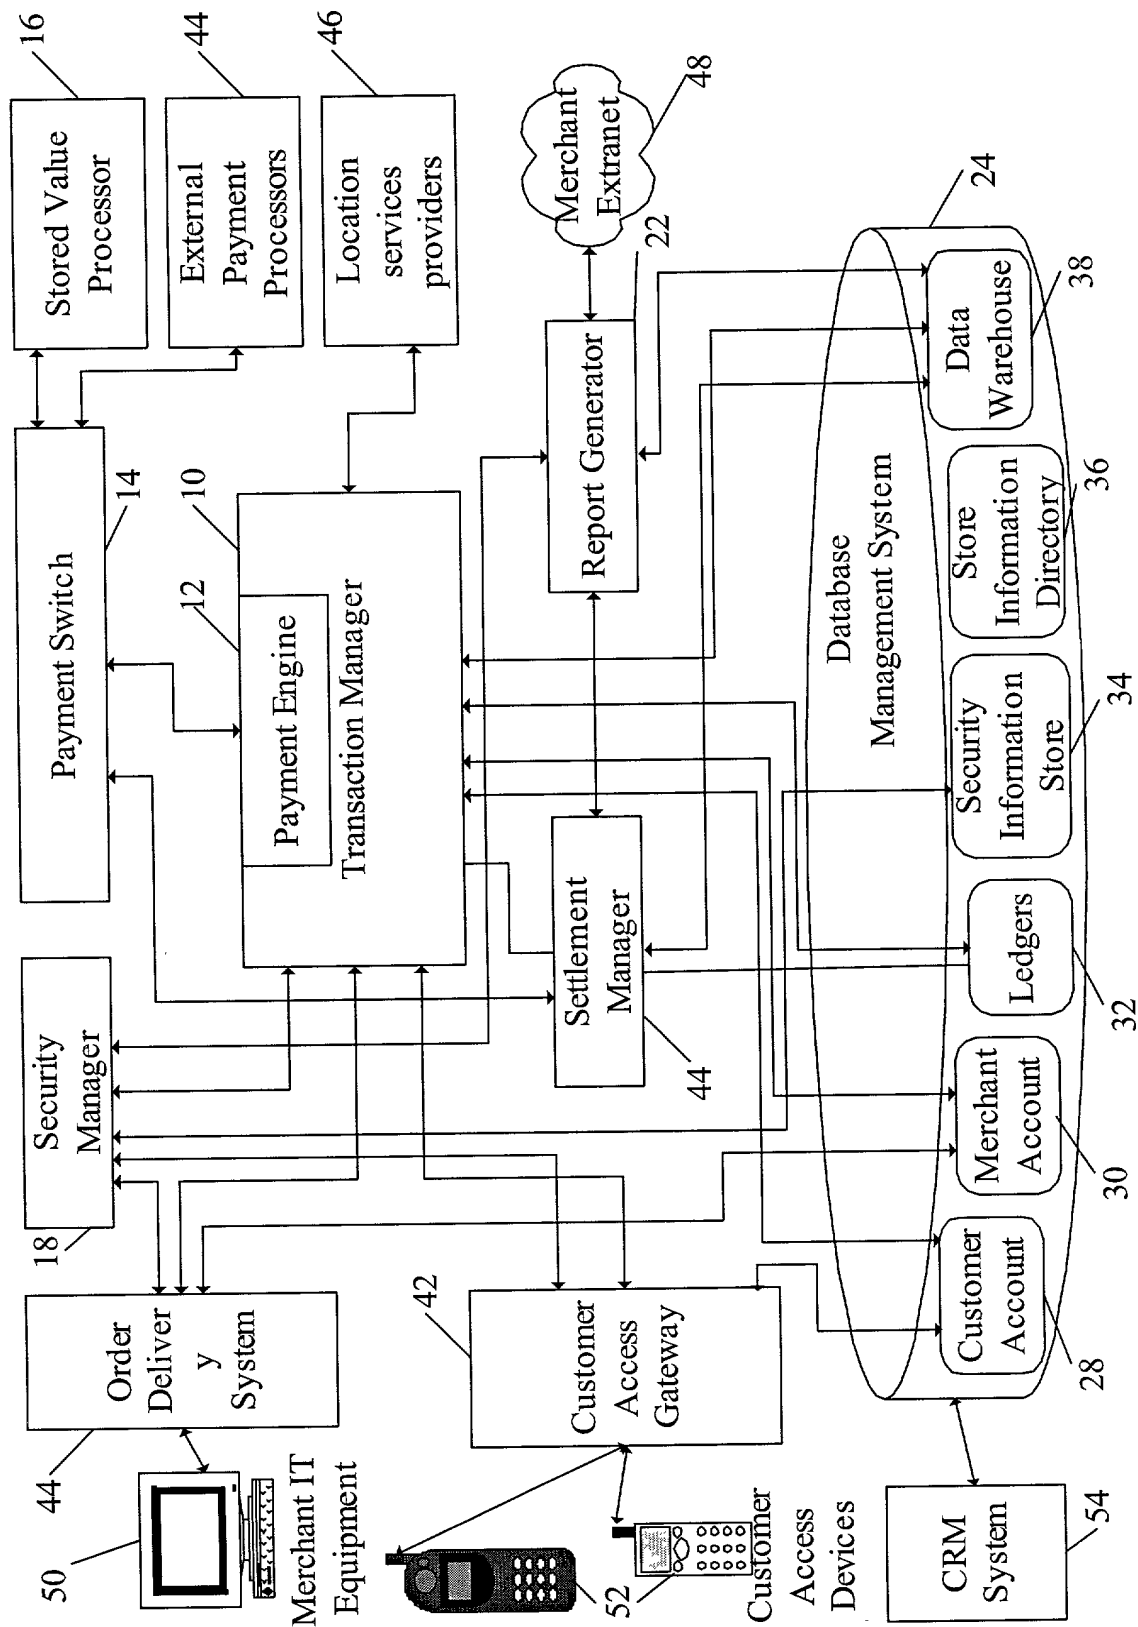 50
Merchant IT
Equipment
44
Order
Deliver
y
System
18
Security
Manager
Payment Switch
14
Stored Value
Processor
16
External
Payment
Processors
44
Location
services
providers
46
10
12
Payment Engine
Transaction Manager
52
Customer
Access
Devices
42
Customer
Access
Gateway
Settlement
Manager
44
Report Generator
22
Merchant
Extranet
48
CRM
System
54
Database
Management System
24
Customer
Account
28
Merchant
Account
30
Ledgers
32
Security
Information
Store
34
Store
Information
Directory
36
Data
Warehouse
38